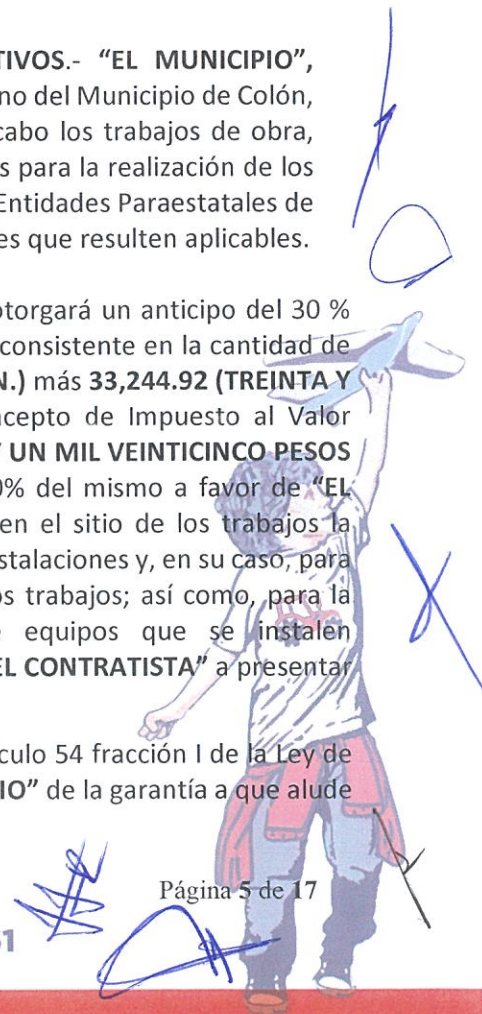 TIVOS.- “EL MUNICIPIO”,
no del Municipio de Colón,
cabo los trabajos de obra,
s para la realización de los
Entidades Paraestatales de
es que resulten aplicables.
otorgará un anticipo del 30 %
consistente en la cantidad de
N.) más 33,244.92 (TREINTA Y
ncepto de Impuesto al Valor
Y UN MIL VEINTICINCO PESOS
0% del mismo a favor de “EL
en el sitio de los trabajos la
nstalaciones y, en su caso, para
os trabajos; así como, para la
e equipos que se instalen
EL CONTRATISTA” a presentar
culo 54 fracción I de la Ley de
IO” de la garantía a que alude
Página 5 de 17
51